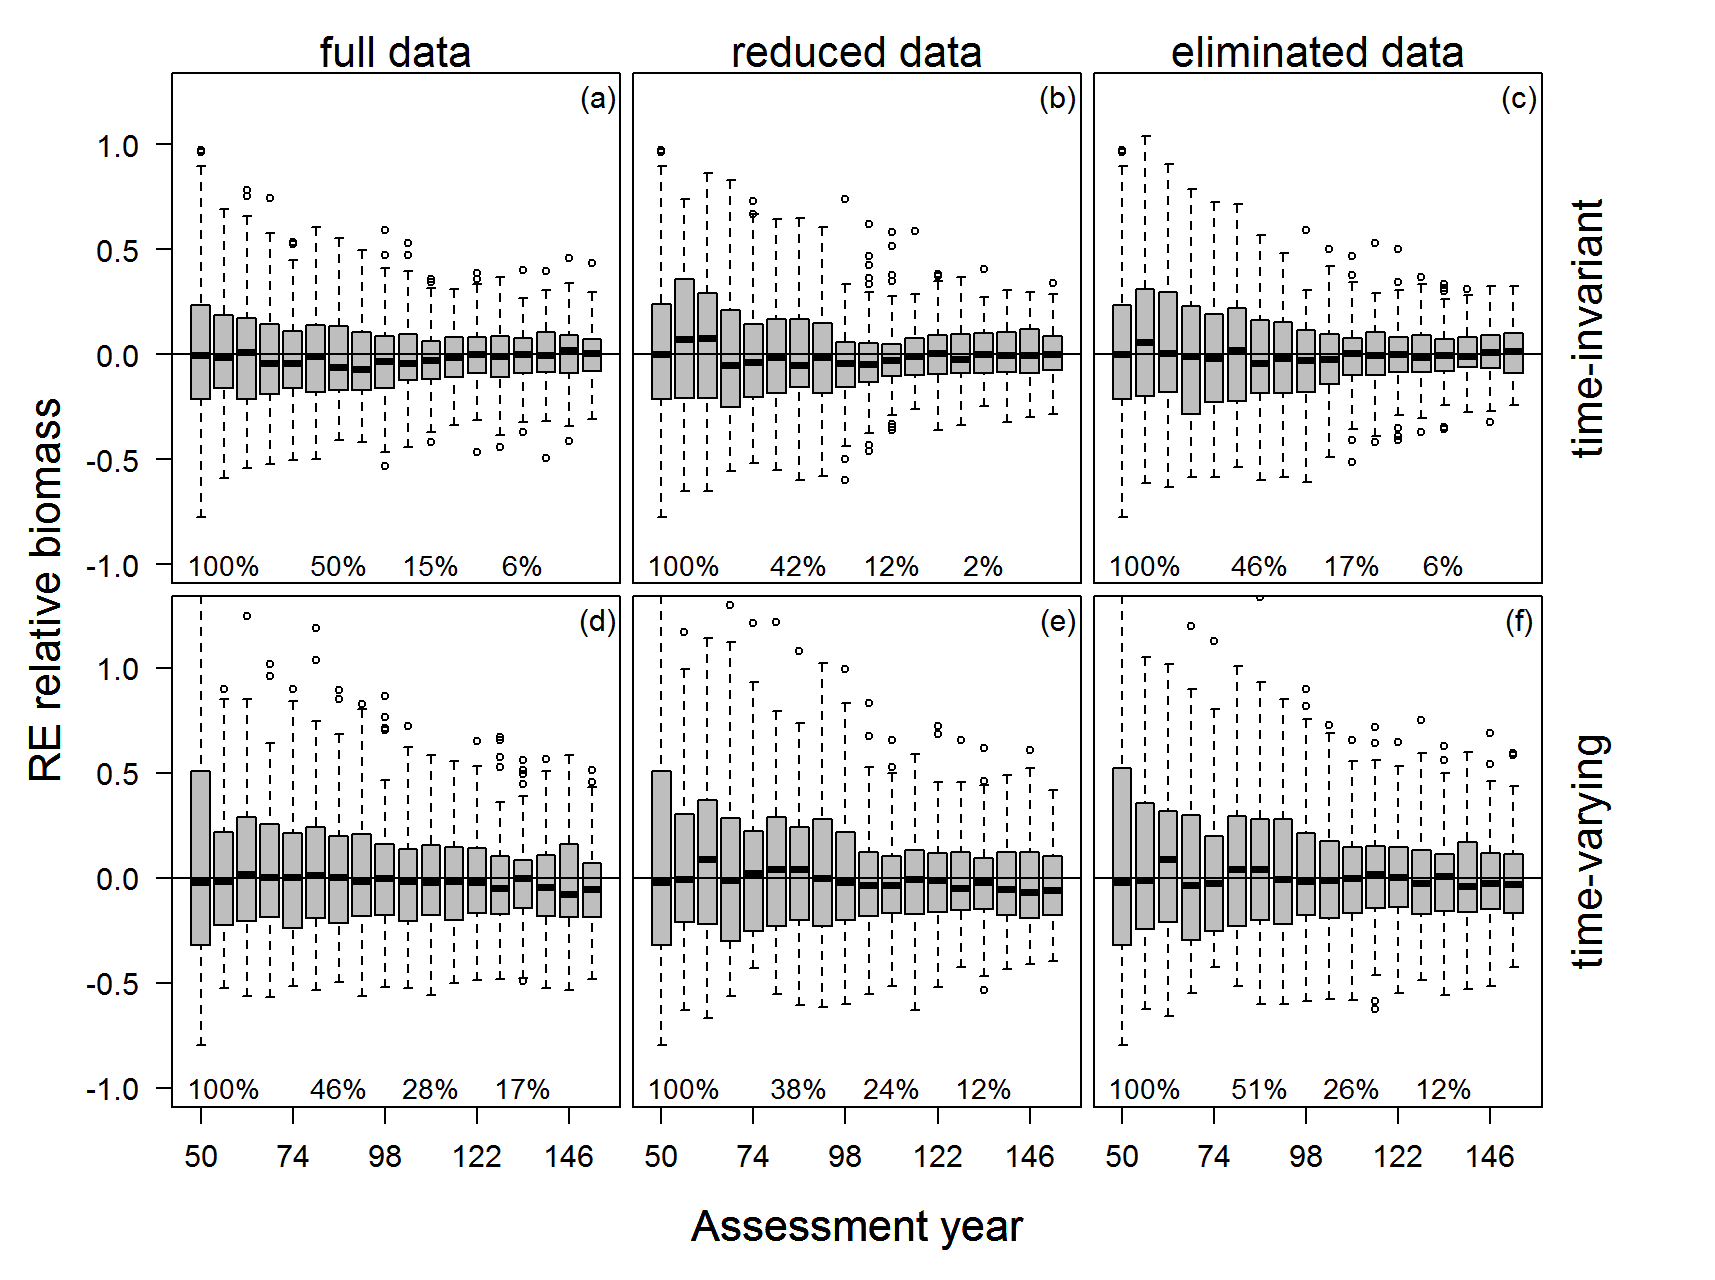 full data
reduced data
eliminated data
(a)
(b)
(c)
1.0
0.5
0.0
-0.5
-1.0
100% 50% 15% 6%
100% 42% 12% 2%
100% 46% 17% 6%
time-invariant
RE relative biomass
(d)
(e)
(f)
1.0
0.5
0.0
-0.5
-1.0
100% 46% 28% 17%
100% 38% 24% 12%
100% 51% 26% 12%
time-varying
50 74 98 122 146
50 74 98 122 146
50 74 98 122 146
Assessment year